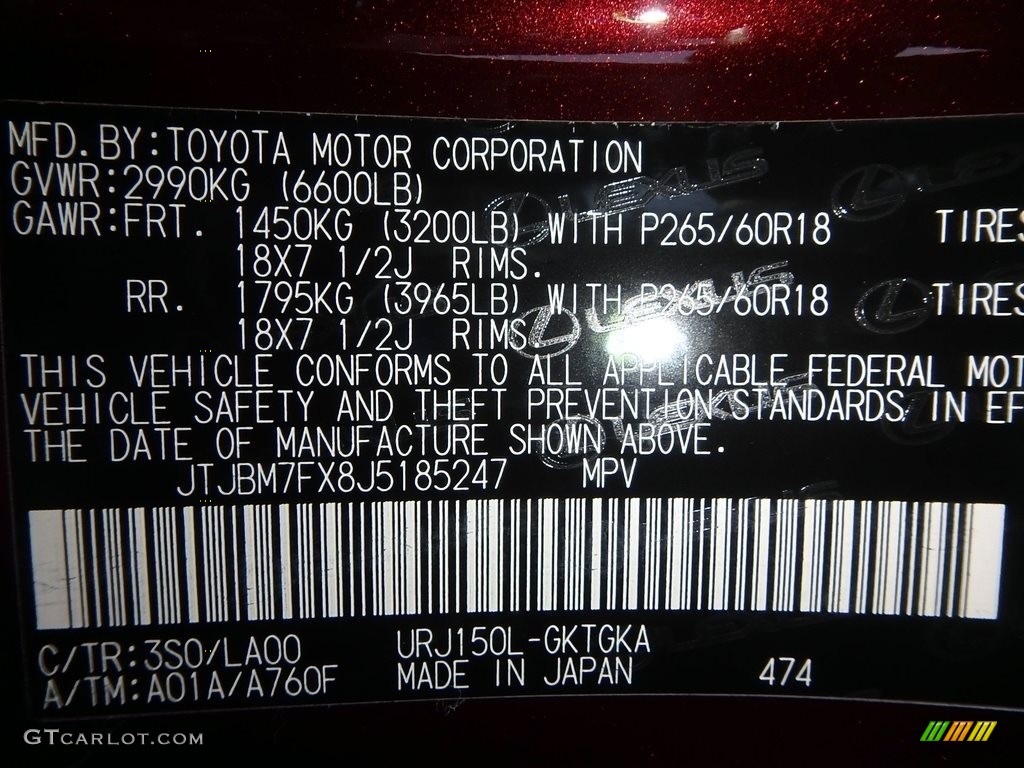 MFD. BY: TOYOTA MOTOR CORPORATION
GVWR: 2990KG (6600LB)
GAWR: FRT. 1450KG (3200LB) WITH P265/60R18 TIRES
18X7 1/2J RIMS.
RR. 1795KG (3965LB) WITH P265/60R18 TIRES
18X7 1/2J RIMS.
THIS VEHICLE CONFORMS TO ALL APPLICABLE FEDERAL MOT
VEHICLE SAFETY AND THEFT PREVENTION STANDARDS IN EF
THE DATE OF MANUFACTURE SHOWN ABOVE.
JTJBM7FX8J5185247 MPV
C/TR: 3S0/LA00 URJ150L-GKTGKA
A/TM: A01A/A760F MADE IN JAPAN 474
LEXUS
LEXUS
LEXUS
GTCARLOT.COM